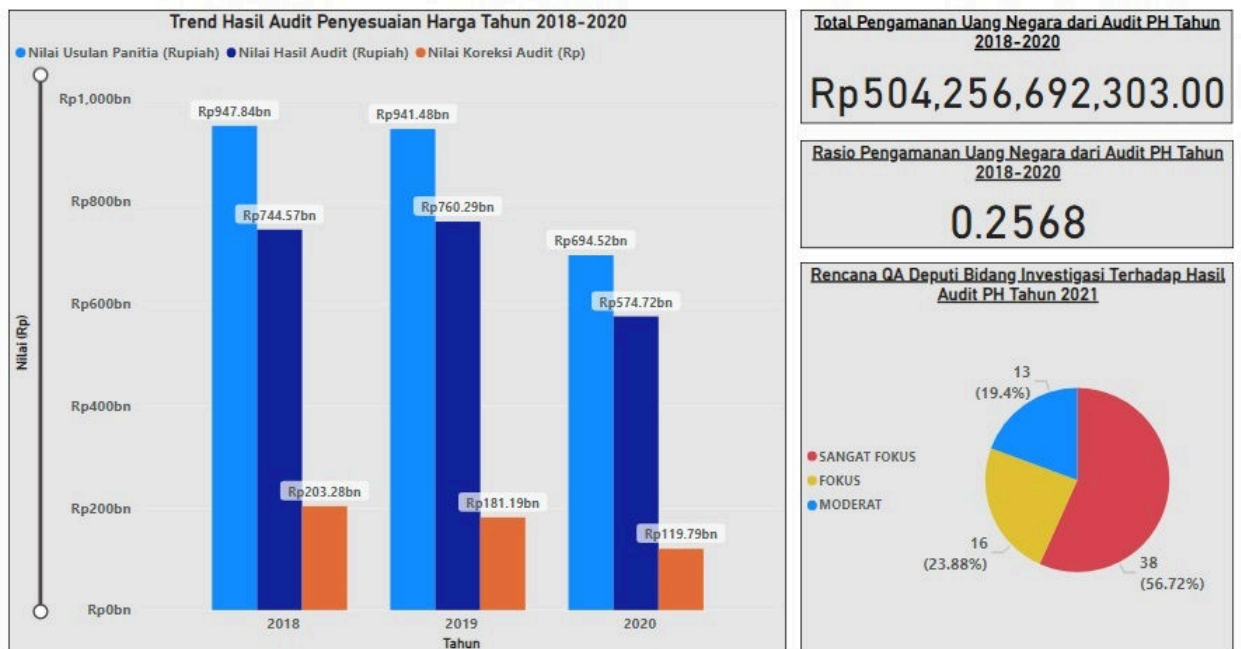 Trend Hasil Audit Penyesuaian Harga Tahun 2018-2020
Nilai Usulan Panitia (Rupiah) Nilai Hasil Audit (Rupiah) Nilai Koreksi Audit (Rp)
Nilai (Rp)
Rp1,000bn
Rp800bn
Rp600bn
Rp400bn
Rp200bn
Rp0bn
Rp947.84bn
Rp744.57bn
Rp203.28bn
Rp941.48bn
Rp760.29bn
Rp181.19bn
Rp694.52bn
Rp574.72bn
Rp119.79bn
2018
2019
2020
Tahun
Total Pengamanan Uang Negara dari Audit PH Tahun
2018-2020
Rp504,256,692,303.00
Rasio Pengamanan Uang Negara dari Audit PH Tahun
2018-2020
0.2568
Rencana QA Deputi Bidang Investigasi Terhadap Hasil
Audit PH Tahun 2021
SANGAT FOKUS
FOKUS
MODERAT
13
(19.4%)
16
(23.88%)
38
(56.72%)